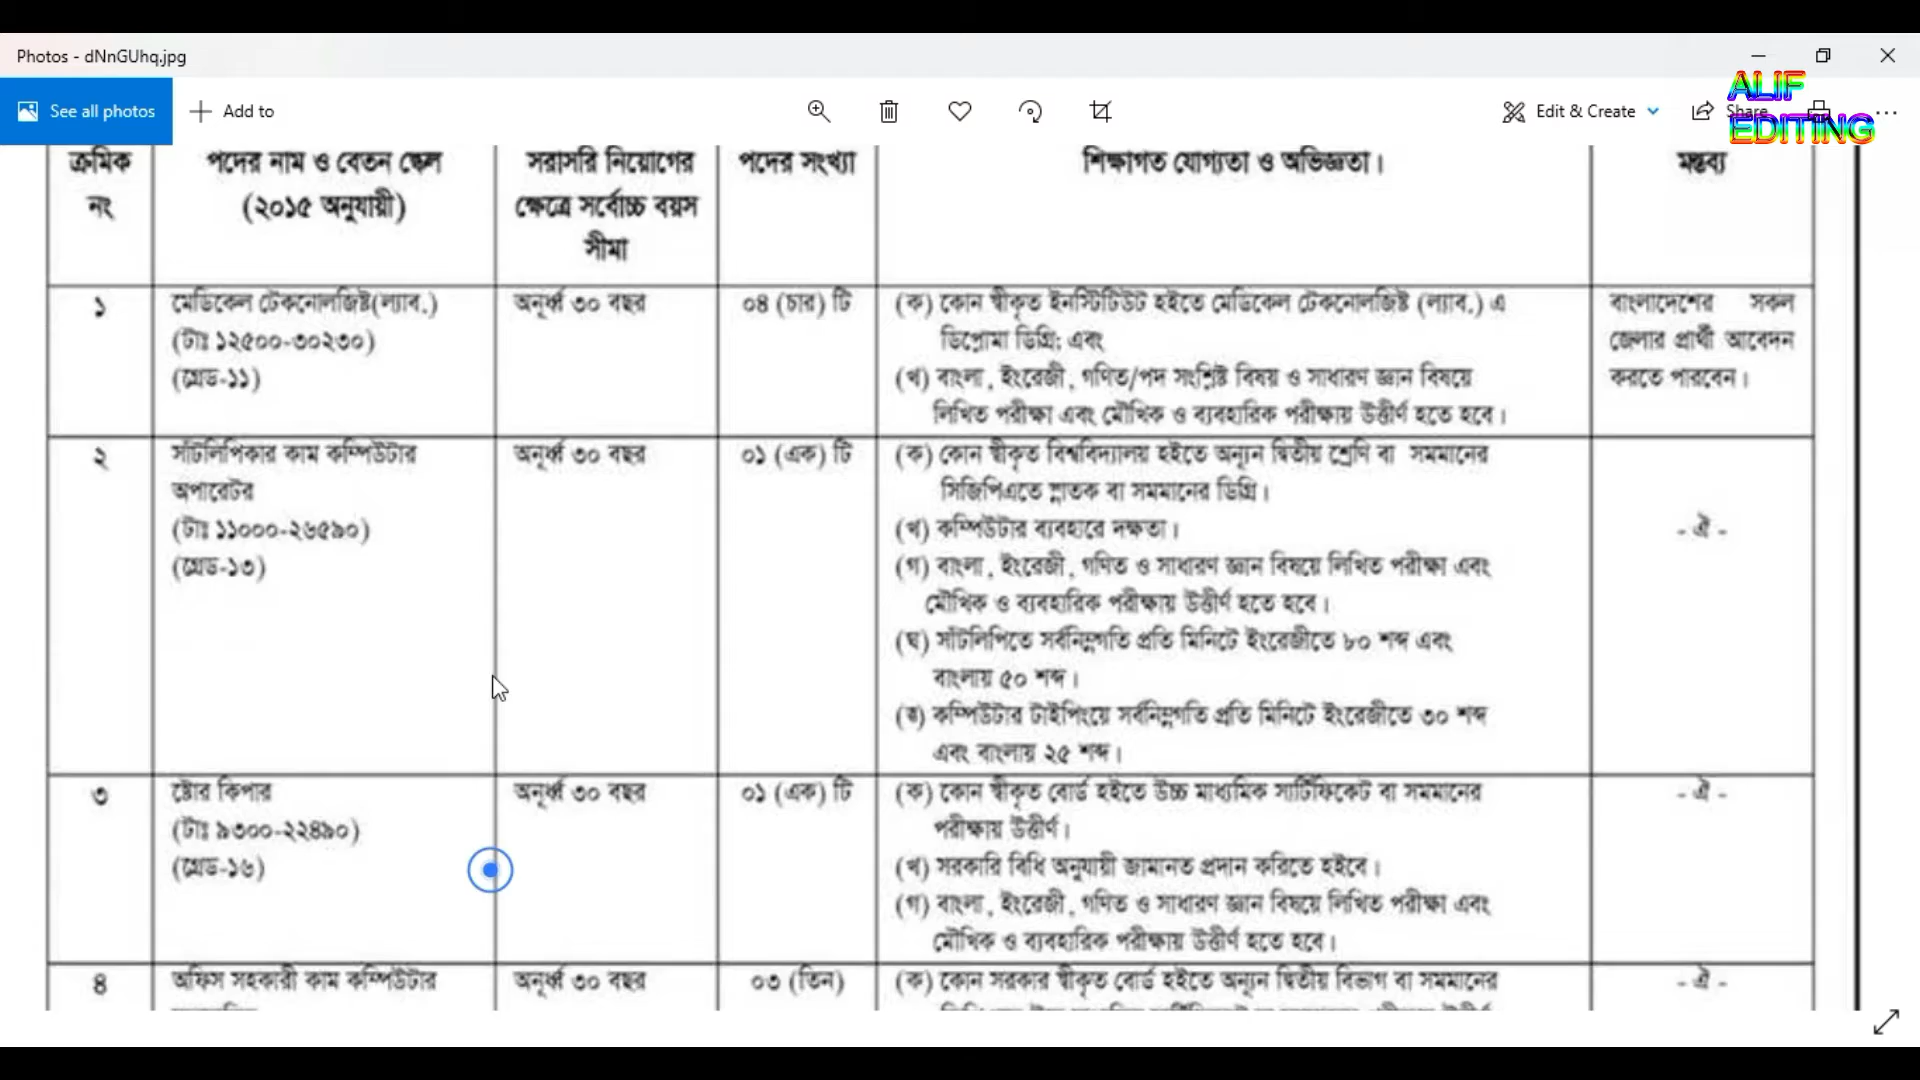 Photos - dNnGUhq.jpg
See all photos
Add to
Edit & Create
Share
ALIF
EDITING
ক্রমিক
নং
পদের নাম ও বেতন স্কেল
(২০১৫ অনুযায়ী)
সরাসরি নিয়োগের
ক্ষেত্রে সর্বোচ্চ বয়স
সীমা
পদের সংখ্যা
শিক্ষাগত যোগ্যতা ও অভিজ্ঞতা।
মন্তব্য
১
মেডিকেল টেকনোলজিষ্ট(ল্যাব.)
(টাঃ ১২৫০০-৩০২৩০)
(গ্রেড-১১)
অনূর্ধ্ব ৩০ বছর
০৪ (চার) টি
(ক) কোন স্বীকৃত ইনস্টিটিউট হইতে মেডিকেল টেকনোলজিষ্ট (ল্যাব.) এ
ডিপ্লোমা ডিগ্রি; এবং
(খ) বাংলা, ইংরেজী, গণিত/পদ সংশ্লিষ্ট বিষয় ও সাধারণ জ্ঞান বিষয়ে
লিখিত পরীক্ষা এবং মৌখিক ও ব্যবহারিক পরীক্ষায় উত্তীর্ণ হতে হবে।
বাংলাদেশের সকল
জেলার প্রার্থী আবেদন
করতে পারবেন।
২
সাঁটলিপিকার কাম কম্পিউটার
অপারেটর
(টাঃ ১১০০০-২৬৫৯০)
(গ্রেড-১৩)
অনূর্ধ্ব ৩০ বছর
০১ (এক) টি
(ক) কোন স্বীকৃত বিশ্ববিদ্যালয় হইতে অন্যূন দ্বিতীয় শ্রেণি বা সমমানের
সিজিপিএতে স্নাতক বা সমমানের ডিগ্রি।
(খ) কম্পিউটার ব্যবহারে দক্ষতা।
(গ) বাংলা, ইংরেজী, গণিত ও সাধারণ জ্ঞান বিষয়ে লিখিত পরীক্ষা এবং
মৌখিক ও ব্যবহারিক পরীক্ষায় উত্তীর্ণ হতে হবে।
(ঘ) সাঁটলিপিতে সর্বনিম্নগতি প্রতি মিনিটে ইংরেজীতে ৮০ শব্দ এবং
বাংলায় ৫০ শব্দ।
(ঙ) কম্পিউটার টাইপিংয়ে সর্বনিম্নগতি প্রতি মিনিটে ইংরেজীতে ৩০ শব্দ
এবং বাংলায় ২৫ শব্দ।
- ঐ -
৩
ষ্টোর কিপার
(টাঃ ৯৩০০-২২৪৯০)
(গ্রেড-১৬)
অনূর্ধ্ব ৩০ বছর
০১ (এক) টি
(ক) কোন স্বীকৃত বোর্ড হইতে উচ্চ মাধ্যমিক সার্টিফিকেট বা সমমানের
পরীক্ষায় উত্তীর্ণ।
(খ) সরকারি বিধি অনুযায়ী জামানত প্রদান করিতে হইবে।
(গ) বাংলা, ইংরেজী, গণিত ও সাধারণ জ্ঞান বিষয়ে লিখিত পরীক্ষা এবং
মৌখিক ও ব্যবহারিক পরীক্ষায় উত্তীর্ণ হতে হবে।
- ঐ -
৪
অফিস সহকারী কাম কম্পিউটার
অনূর্ধ্ব ৩০ বছর
০৩ (তিন)
(ক) কোন সরকার স্বীকৃত বোর্ড হইতে অন্যূন দ্বিতীয় বিভাগ বা সমমানের
- ঐ -